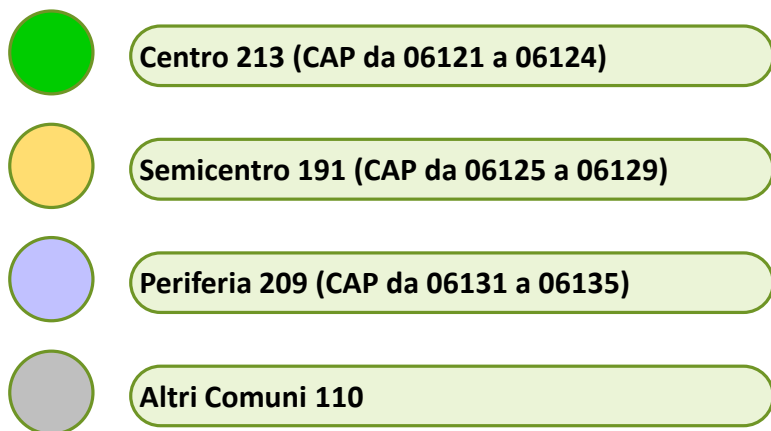 Centro 213 (CAP da 06121 a 06124)
Semicentro 191 (CAP da 06125 a 06129)
Periferia 209 (CAP da 06131 a 06135)
Altri Comuni 110